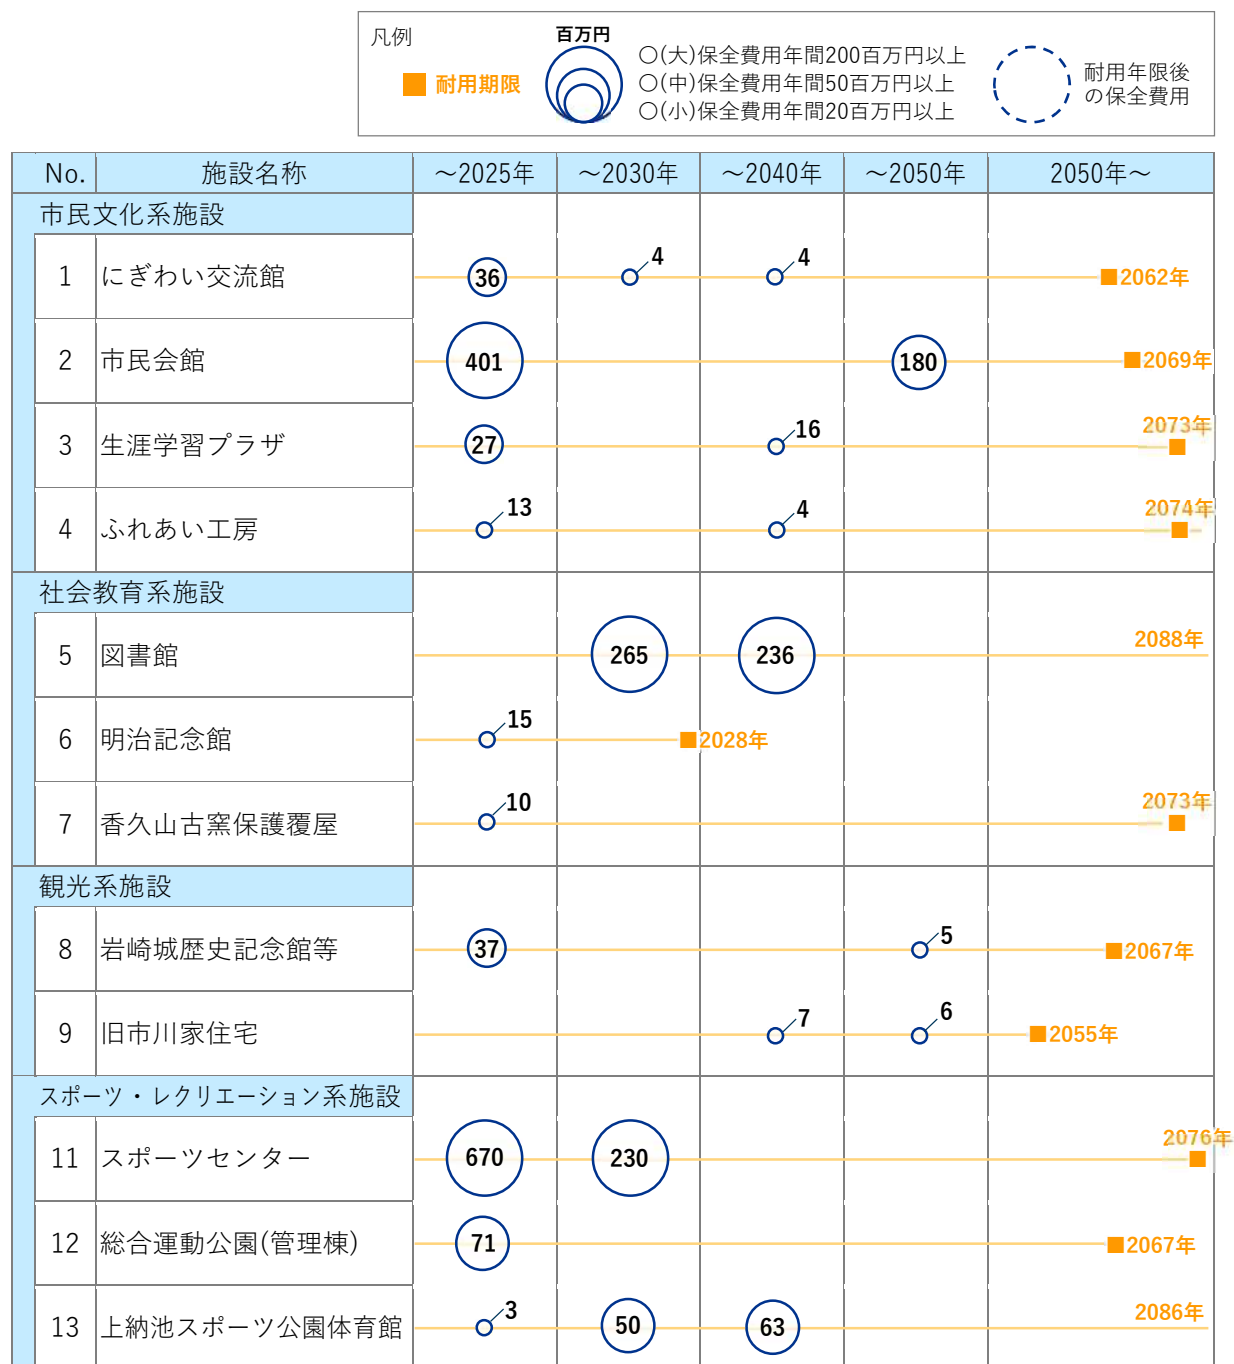 凡例
耐用期限
百万円
○(大)保全費用年間200百万円以上
○(中)保全費用年間50百万円以上
○(小)保全費用年間20百万円以上
耐用年限後
の保全費用
No. 施設名称 ～2025年 ～2030年 ～2040年 ～2050年 2050年～
市民文化系施設
1 にぎわい交流館 36 4 4 2062年
2 市民会館 401 180 2069年
3 生涯学習プラザ 27 16 2073年
4 ふれあい工房 13 4 2074年
社会教育系施設
5 図書館 265 236 2088年
6 明治記念館 15 2028年
7 香久山古窯保護覆屋 10 2073年
観光系施設
8 岩崎城歴史記念館等 37 5 2067年
9 旧市川家住宅 7 6 2055年
スポーツ・レクリエーション系施設
11 スポーツセンター 670 230 2076年
12 総合運動公園(管理棟) 71 2067年
13 上納池スポーツ公園体育館 3 50 63 2086年